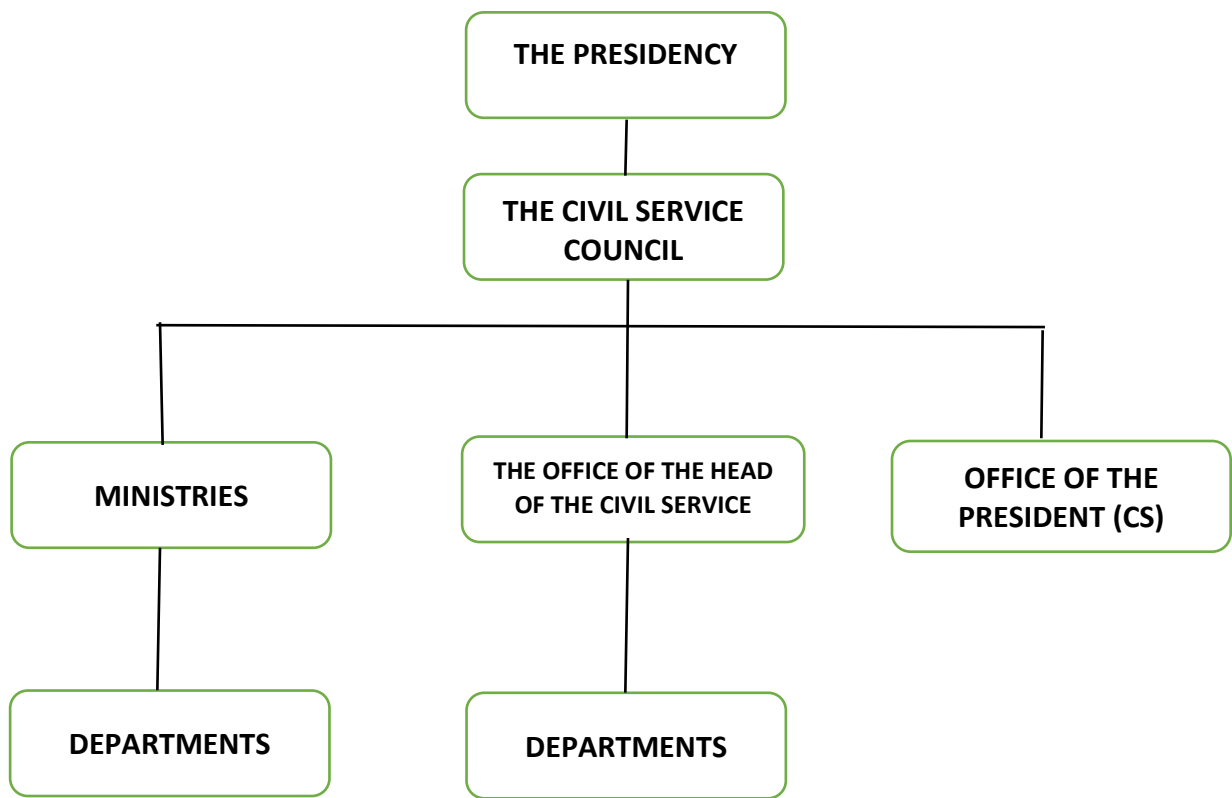 THE PRESIDENCY
THE CIVIL SERVICE
COUNCIL
MINISTRIES
THE OFFICE OF THE HEAD
OF THE CIVIL SERVICE
OFFICE OF THE
PRESIDENT (CS)
DEPARTMENTS
DEPARTMENTS